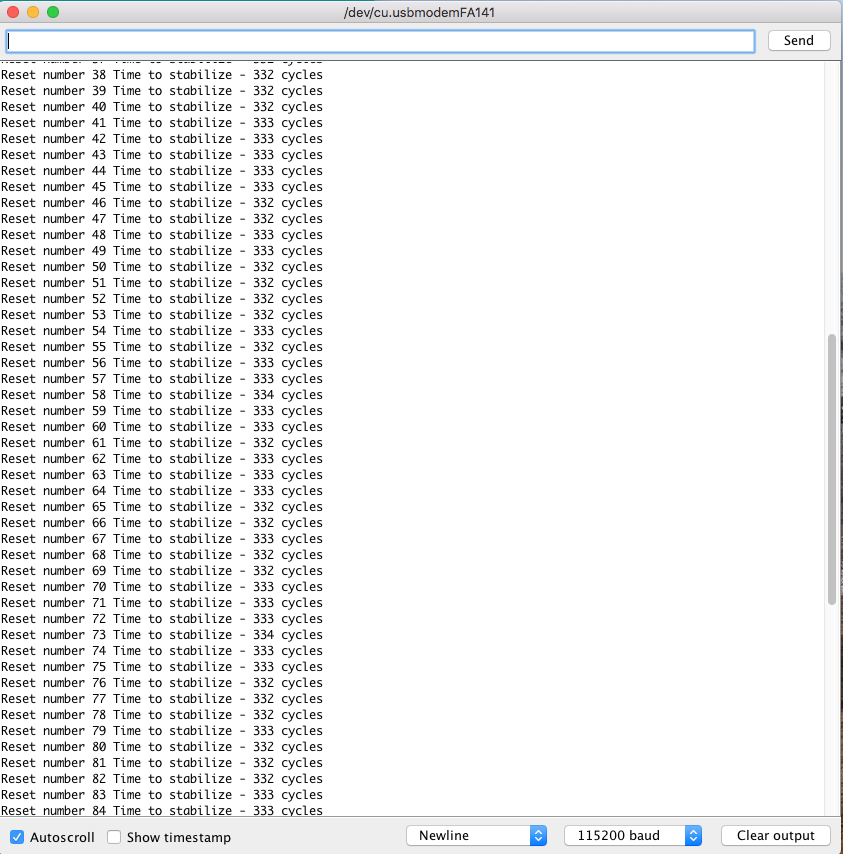 /dev/cu.usbmodemFA141
Send
Reset number 38 Time to stabilize - 332 cycles
Reset number 39 Time to stabilize - 332 cycles
Reset number 40 Time to stabilize - 332 cycles
Reset number 41 Time to stabilize - 333 cycles
Reset number 42 Time to stabilize - 333 cycles
Reset number 43 Time to stabilize - 333 cycles
Reset number 44 Time to stabilize - 333 cycles
Reset number 45 Time to stabilize - 333 cycles
Reset number 46 Time to stabilize - 332 cycles
Reset number 47 Time to stabilize - 332 cycles
Reset number 48 Time to stabilize - 333 cycles
Reset number 49 Time to stabilize - 333 cycles
Reset number 50 Time to stabilize - 332 cycles
Reset number 51 Time to stabilize - 332 cycles
Reset number 52 Time to stabilize - 332 cycles
Reset number 53 Time to stabilize - 332 cycles
Reset number 54 Time to stabilize - 333 cycles
Reset number 55 Time to stabilize - 332 cycles
Reset number 56 Time to stabilize - 333 cycles
Reset number 57 Time to stabilize - 333 cycles
Reset number 58 Time to stabilize - 334 cycles
Reset number 59 Time to stabilize - 333 cycles
Reset number 60 Time to stabilize - 333 cycles
Reset number 61 Time to stabilize - 332 cycles
Reset number 62 Time to stabilize - 333 cycles
Reset number 63 Time to stabilize - 333 cycles
Reset number 64 Time to stabilize - 333 cycles
Reset number 65 Time to stabilize - 332 cycles
Reset number 66 Time to stabilize - 332 cycles
Reset number 67 Time to stabilize - 333 cycles
Reset number 68 Time to stabilize - 332 cycles
Reset number 69 Time to stabilize - 332 cycles
Reset number 70 Time to stabilize - 333 cycles
Reset number 71 Time to stabilize - 333 cycles
Reset number 72 Time to stabilize - 333 cycles
Reset number 73 Time to stabilize - 334 cycles
Reset number 74 Time to stabilize - 333 cycles
Reset number 75 Time to stabilize - 333 cycles
Reset number 76 Time to stabilize - 332 cycles
Reset number 77 Time to stabilize - 332 cycles
Reset number 78 Time to stabilize - 332 cycles
Reset number 79 Time to stabilize - 333 cycles
Reset number 80 Time to stabilize - 332 cycles
Reset number 81 Time to stabilize - 332 cycles
Reset number 82 Time to stabilize - 332 cycles
Reset number 83 Time to stabilize - 333 cycles
Reset number 84 Time to stabilize - 333 cycles
Autoscroll Show timestamp Newline 115200 baud Clear output